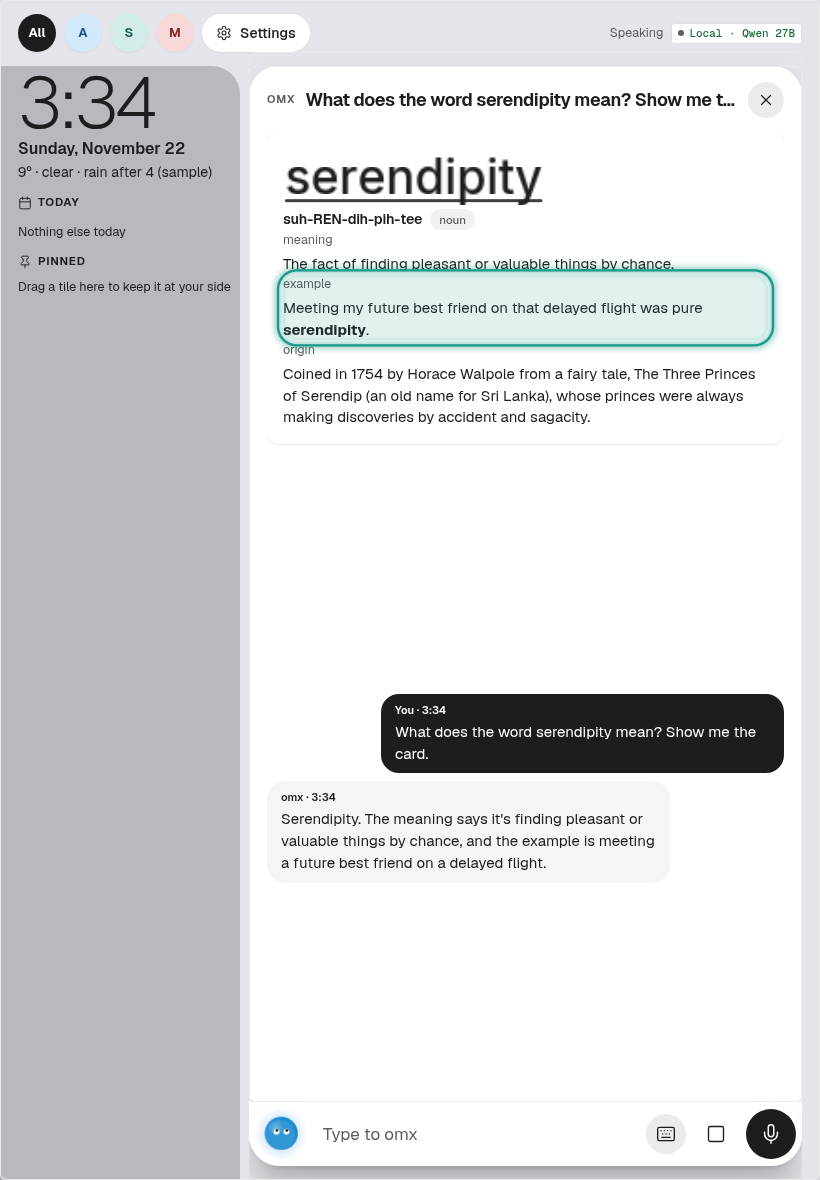 All A S M Settings Speaking Local · Qwen 27B
3:34
Sunday, November 22
9° · clear · rain after 4 (sample)
TODAY
Nothing else today
PINNED
Drag a tile here to keep it at your side
OMX What does the word serendipity mean? Show me t...
serendipity
suh-REN-dih-pih-tee noun
meaning
The fact of finding pleasant or valuable things by chance.
example
Meeting my future best friend on that delayed flight was pure
serendipity.
origin
Coined in 1754 by Horace Walpole from a fairy tale, The Three Princes
of Serendip (an old name for Sri Lanka), whose princes were always
making discoveries by accident and sagacity.
You · 3:34
What does the word serendipity mean? Show me the
card.
omx · 3:34
Serendipity. The meaning says it's finding pleasant or
valuable things by chance, and the example is meeting
a future best friend on a delayed flight.
Type to omx